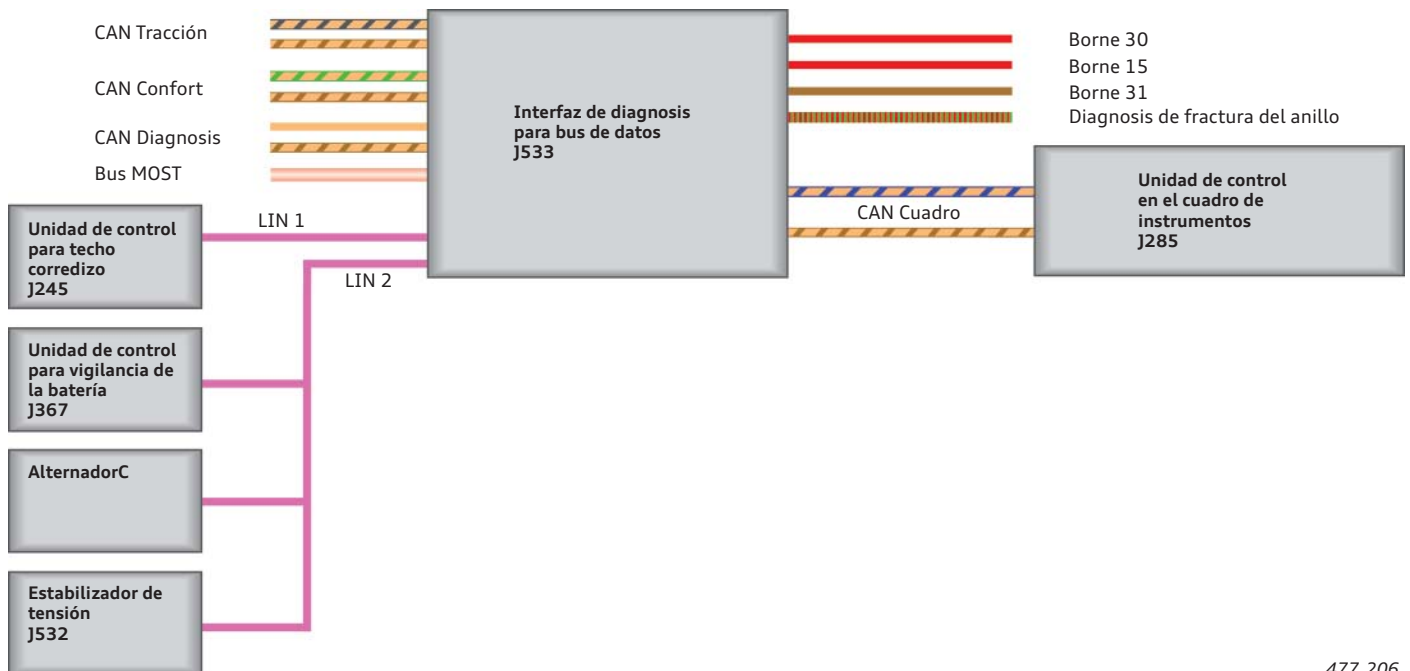 CAN Tracción
CAN Confort
CAN Diagnosis
Bus MOST
Interfaz de diagnosis
para bus de datos
J533
Borne 30
Borne 15
Borne 31
Diagnosis de fractura del anillo
CAN Cuadro
Unidad de control
en el cuadro de
instrumentos
J285
LIN 1
LIN 2
Unidad de control
para techo
corredizo
J245
Unidad de control
para vigilancia de
la batería
J367
AlternadorC
Estabilizador de
tensión
J532
477_206